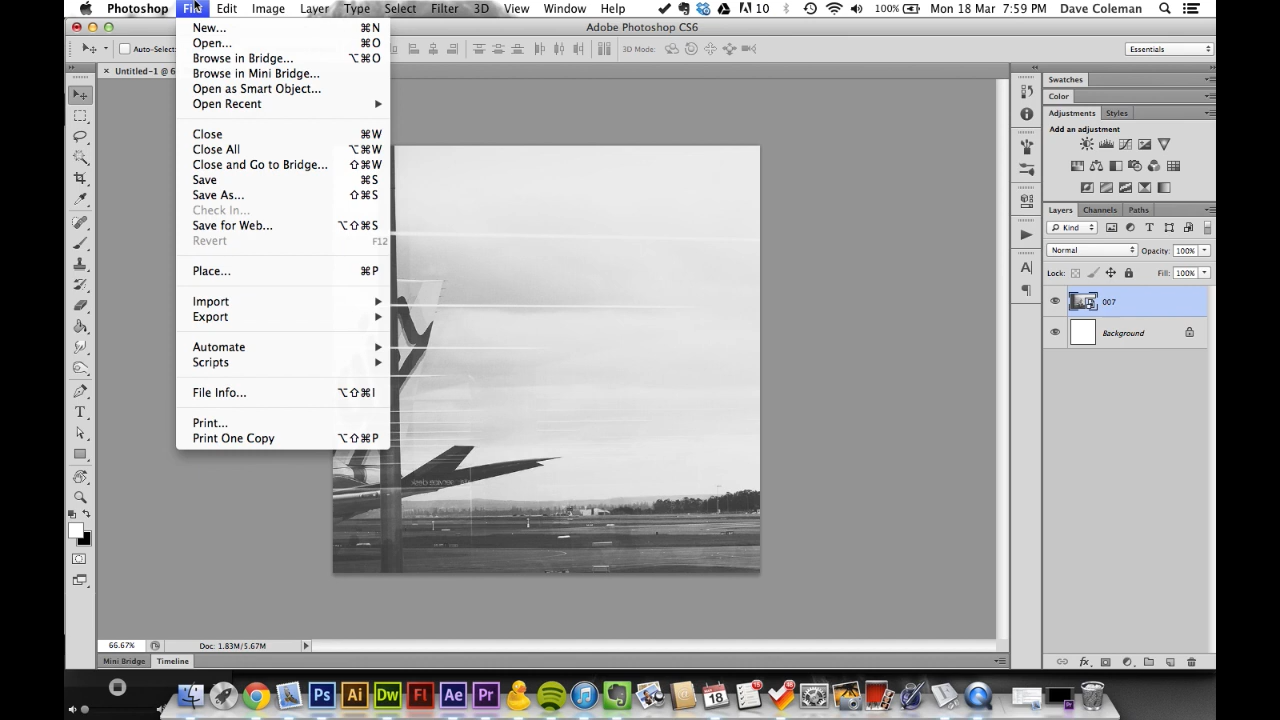 Photoshop File Edit Image Layer Type Select Filter 3D View Window Help 10 100% Mon 18 Mar 7:59 PM Dave Coleman
Adobe Photoshop CS6
Auto-Select:
3D Mode:
Essentials
Untitled-1 @ 6
New... ⌘N
Open... ⌘O
Browse in Bridge... ⌥⌘O
Browse in Mini Bridge...
Open as Smart Object...
Open Recent
Close ⌘W
Close All ⌥⌘W
Close and Go to Bridge... ⇧⌘W
Save ⌘S
Save As... ⇧⌘S
Check In...
Save for Web... ⌥⇧⌘S
Revert F12
Place... ⌘P
Import
Export
Automate
Scripts
File Info... ⌥⇧⌘I
Print...
Print One Copy ⌥⇧⌘P
Swatches
Color
Adjustments Styles
Add an adjustment
Layers Channels Paths
Kind
Normal Opacity: 100%
Lock: Fill: 100%
007
Background
66.67% Doc: 1.83M/5.67M
Mini Bridge Timeline
Ps Ai Dw Fl Ae Pr 18